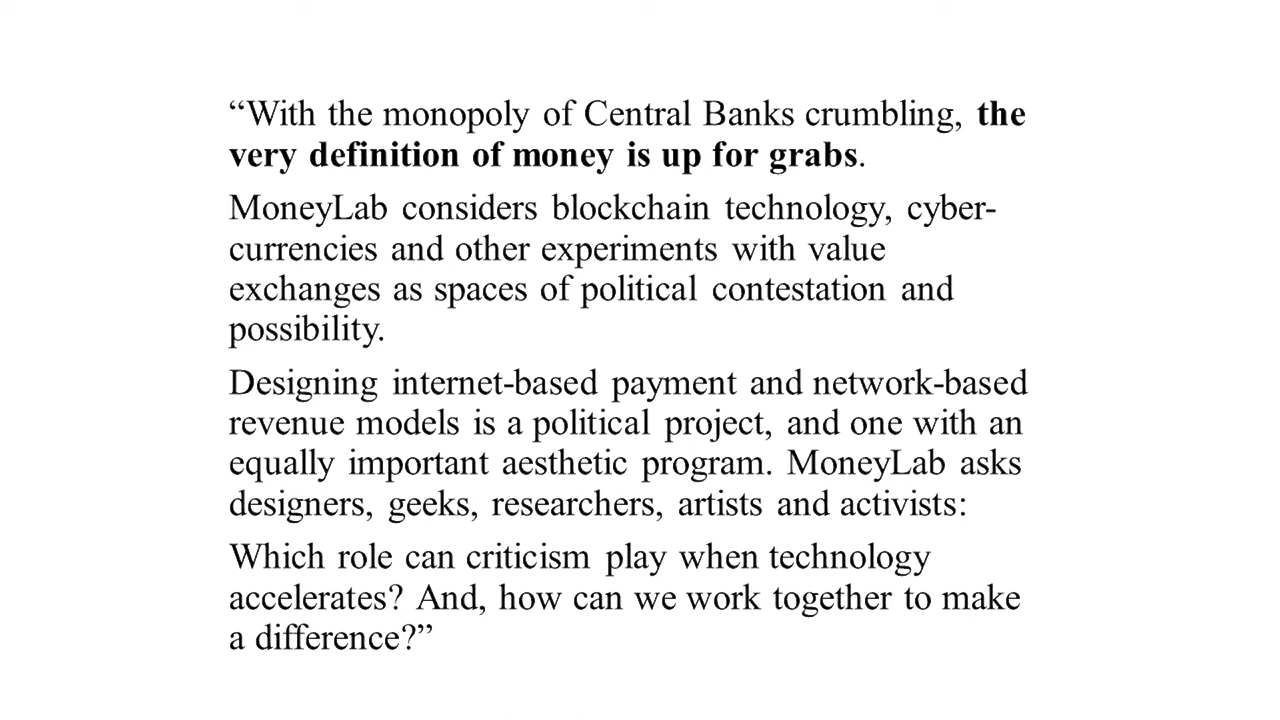 “With the monopoly of Central Banks crumbling, the
very definition of money is up for grabs.
MoneyLab considers blockchain technology, cyber-
currencies and other experiments with value
exchanges as spaces of political contestation and
possibility.
Designing internet-based payment and network-based
revenue models is a political project, and one with an
equally important aesthetic program. MoneyLab asks
designers, geeks, researchers, artists and activists:
Which role can criticism play when technology
accelerates? And, how can we work together to make
a difference?”